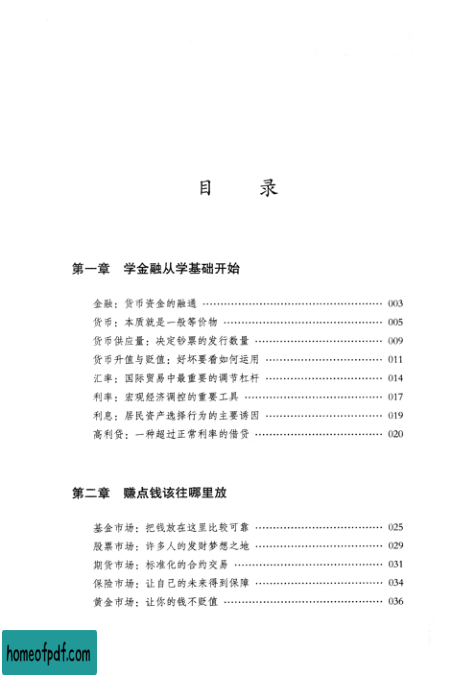 目 录
第一章 学金融从学基础开始
金融：货币资金的融通 …………………………………… 003
货币：本质就是一般等价物 …………………………………… 005
货币供应量：决定钞票的发行数量 …………………………………… 009
货币升值与贬值：好坏要看如何运用 …………………………………… 011
汇率：国际贸易中最重要的调节杠杆 …………………………………… 014
利率：宏观经济调控的重要工具 …………………………………… 017
利息：居民资产选择行为的主要诱因 …………………………………… 019
高利贷：一种超过正常利率的借贷 …………………………………… 020
第二章 赚点钱该往哪里放
基金市场：把钱放在这里比较可靠 …………………………………… 025
股票市场：许多人的发财梦想之地 …………………………………… 029
期货市场：标准化的合约交易 …………………………………… 031
保险市场：让自己的未来得到保障 …………………………………… 034
黄金市场：让你的钱不贬值 …………………………………… 036
homeofpdf.com